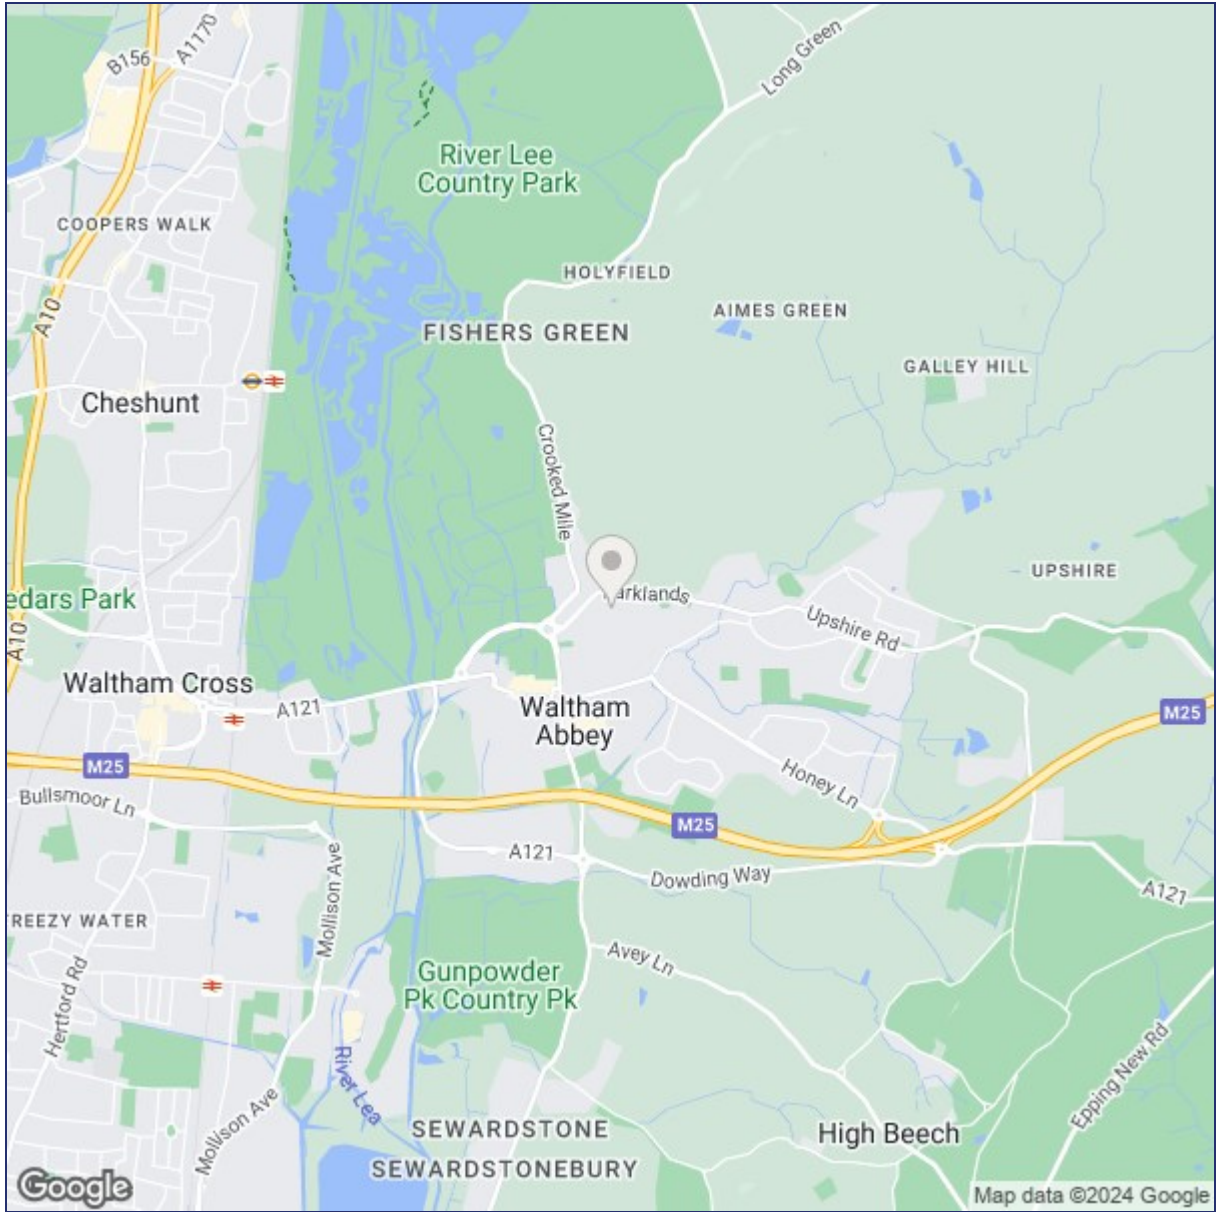 B156
A1170
Long Green
River Lee
Country Park
COOPERS WALK
HOLYFIELD
AIMES GREEN
A10
FISHERS GREEN
GALLEY HILL
Cheshunt
Crooked Mile
UPSHIRE
arklands
edars Park
Upshire Rd
A10
Waltham Cross
A121
Waltham
Abbey
M25
M25
Honey Ln
Bullsmoor Ln
M25
A121
Dowding Way
Mollison Ave
A121
REEZY WATER
Avey Ln
Gunpowder
Pk Country Pk
Hertford Rd
Epping New Rd
River Lea
SEWARDSTONE
High Beech
Mollison Ave
SEWARDSTONEBURY
Google
Map data ©2024 Google